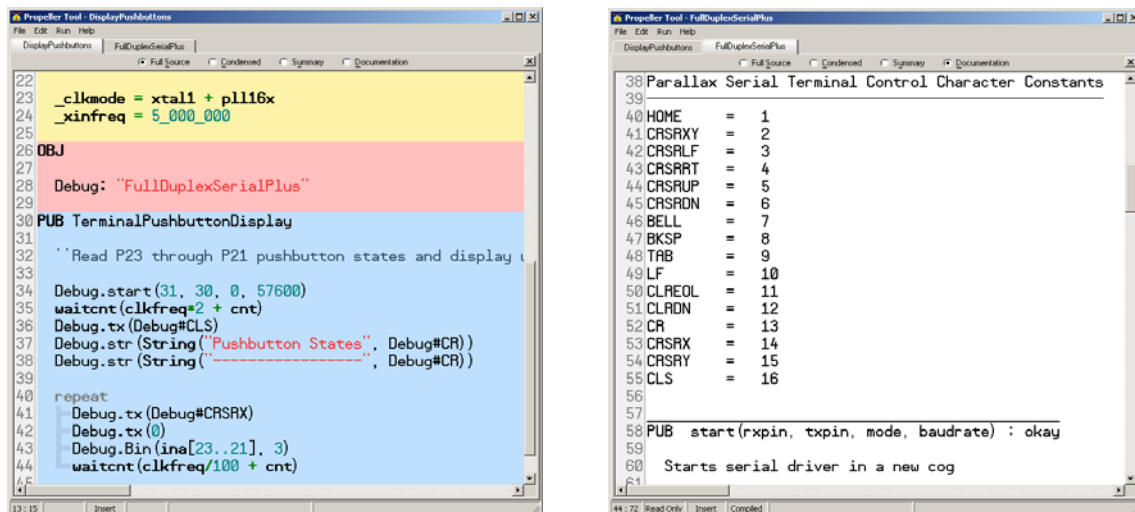 Propeller Tool - DisplayPushbuttons
File Edit Run Help
DisplayPushbuttons FullDuplexSerialPlus
Full Source Condensed Summary Documentation
22
23 _clkmode = xtal1 + pll16x
24 _xinfreq = 5_000_000
25
26 OBJ
27
28 Debug: "FullDuplexSerialPlus"
29
30 PUB TerminalPushbuttonDisplay
31
32 ''Read P23 through P21 pushbutton states and display
33
34 Debug.start(31, 30, 0, 57600)
35 waitcnt(clkfreq*2 + cnt)
36 Debug.tx(Debug#CLS)
37 Debug.str(String("Pushbutton States", Debug#CR))
38 Debug.str(String("-----------------", Debug#CR))
39
40 repeat
41 Debug.tx(Debug#CRSRX)
42 Debug.tx(0)
43 Debug.Bin(ina[23..21], 3)
44 waitcnt(clkfreq/100 + cnt)
45
13 : 15 Insert
Propeller Tool - FullDuplexSerialPlus
File Edit Run Help
DisplayPushbuttons FullDuplexSerialPlus
Full Source Condensed Summary Documentation
38 Parallax Serial Terminal Control Character Constants
39
40 HOME = 1
41 CRSRXY = 2
42 CRSRLF = 3
43 CRSRRT = 4
44 CRSRUP = 5
45 CRSRDN = 6
46 BELL = 7
47 BKSP = 8
48 TAB = 9
49 LF = 10
50 CLREOL = 11
51 CLRDN = 12
52 CR = 13
53 CRSRX = 14
54 CRSRY = 15
55 CLS = 16
56
57
58 PUB start(rxpin, txpin, mode, baudrate) : okay
59
60 Starts serial driver in a new cog
61
44 : 72 Read Only Insert Compiled